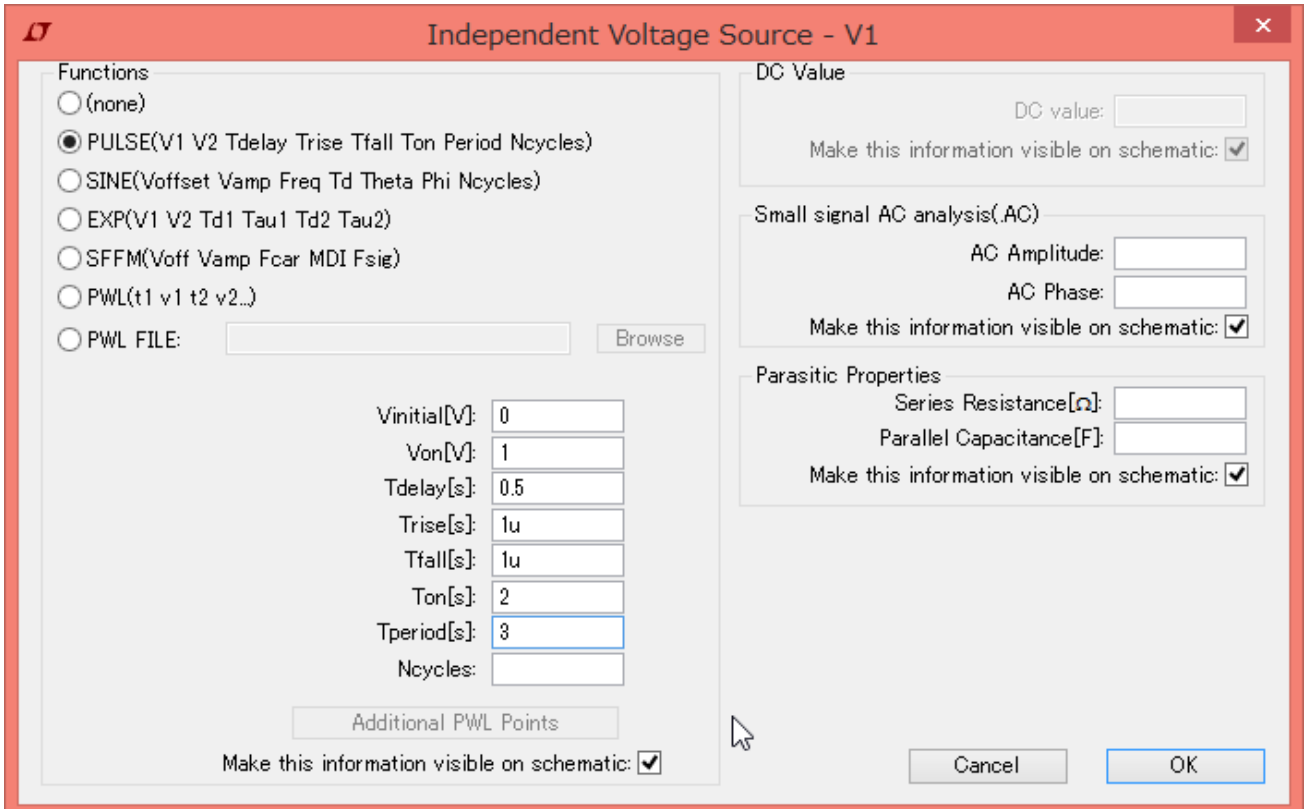 Independent Voltage Source - V1
×
Functions
(none)
PULSE(V1 V2 Tdelay Trise Tfall Ton Period Ncycles)
SINE(Voffset Vamp Freq Td Theta Phi Ncycles)
EXP(V1 V2 Td1 Tau1 Td2 Tau2)
SFFM(Voff Vamp Fcar MDI Fsig)
PWL(t1 v1 t2 v2...)
PWL FILE:
Browse
Vinitial[V]: 0
Von[V]: 1
Tdelay[s]: 0.5
Trise[s]: 1u
Tfall[s]: 1u
Ton[s]: 2
Tperiod[s]: 3
Ncycles:
Additional PWL Points
Make this information visible on schematic:
DC Value
DC value:
Make this information visible on schematic:
Small signal AC analysis(.AC)
AC Amplitude:
AC Phase:
Make this information visible on schematic:
Parasitic Properties
Series Resistance[Ω]:
Parallel Capacitance[F]:
Make this information visible on schematic:
Cancel
OK